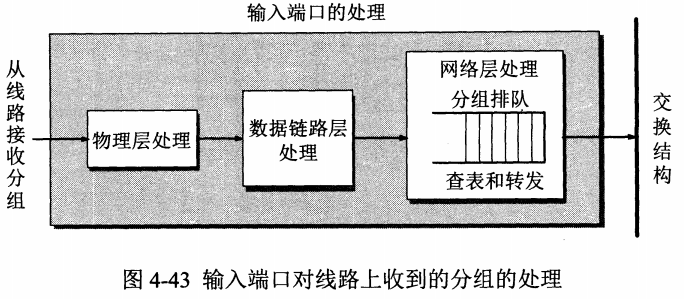 输入端口的处理
从线路接收分组
物理层处理
数据链路层
处理
网络层处理
分组排队
查表和转发
交换结构
图 4-43 输入端口对线路上收到的分组的处理